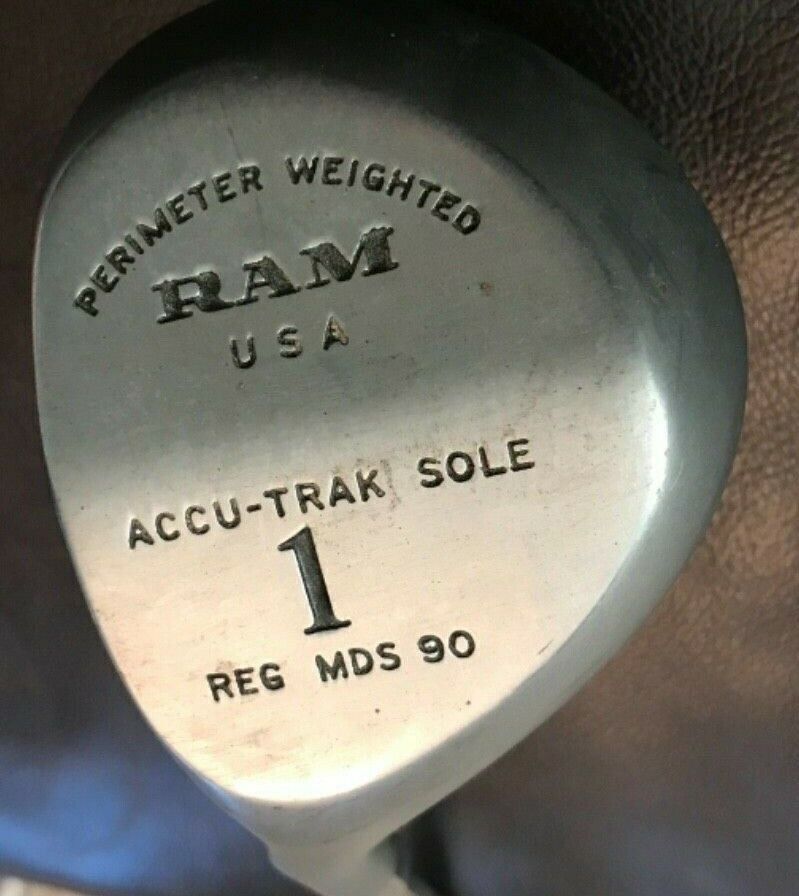 PERIMETER WEIGHTED
RAM
USA
ACCU-TRAK SOLE
1
REG MDS 90